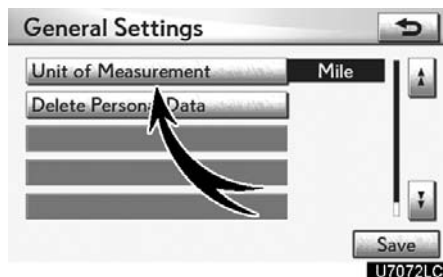 General Settings
Unit of Measurement Mile
Delete Personal Data
Save
U7072LC